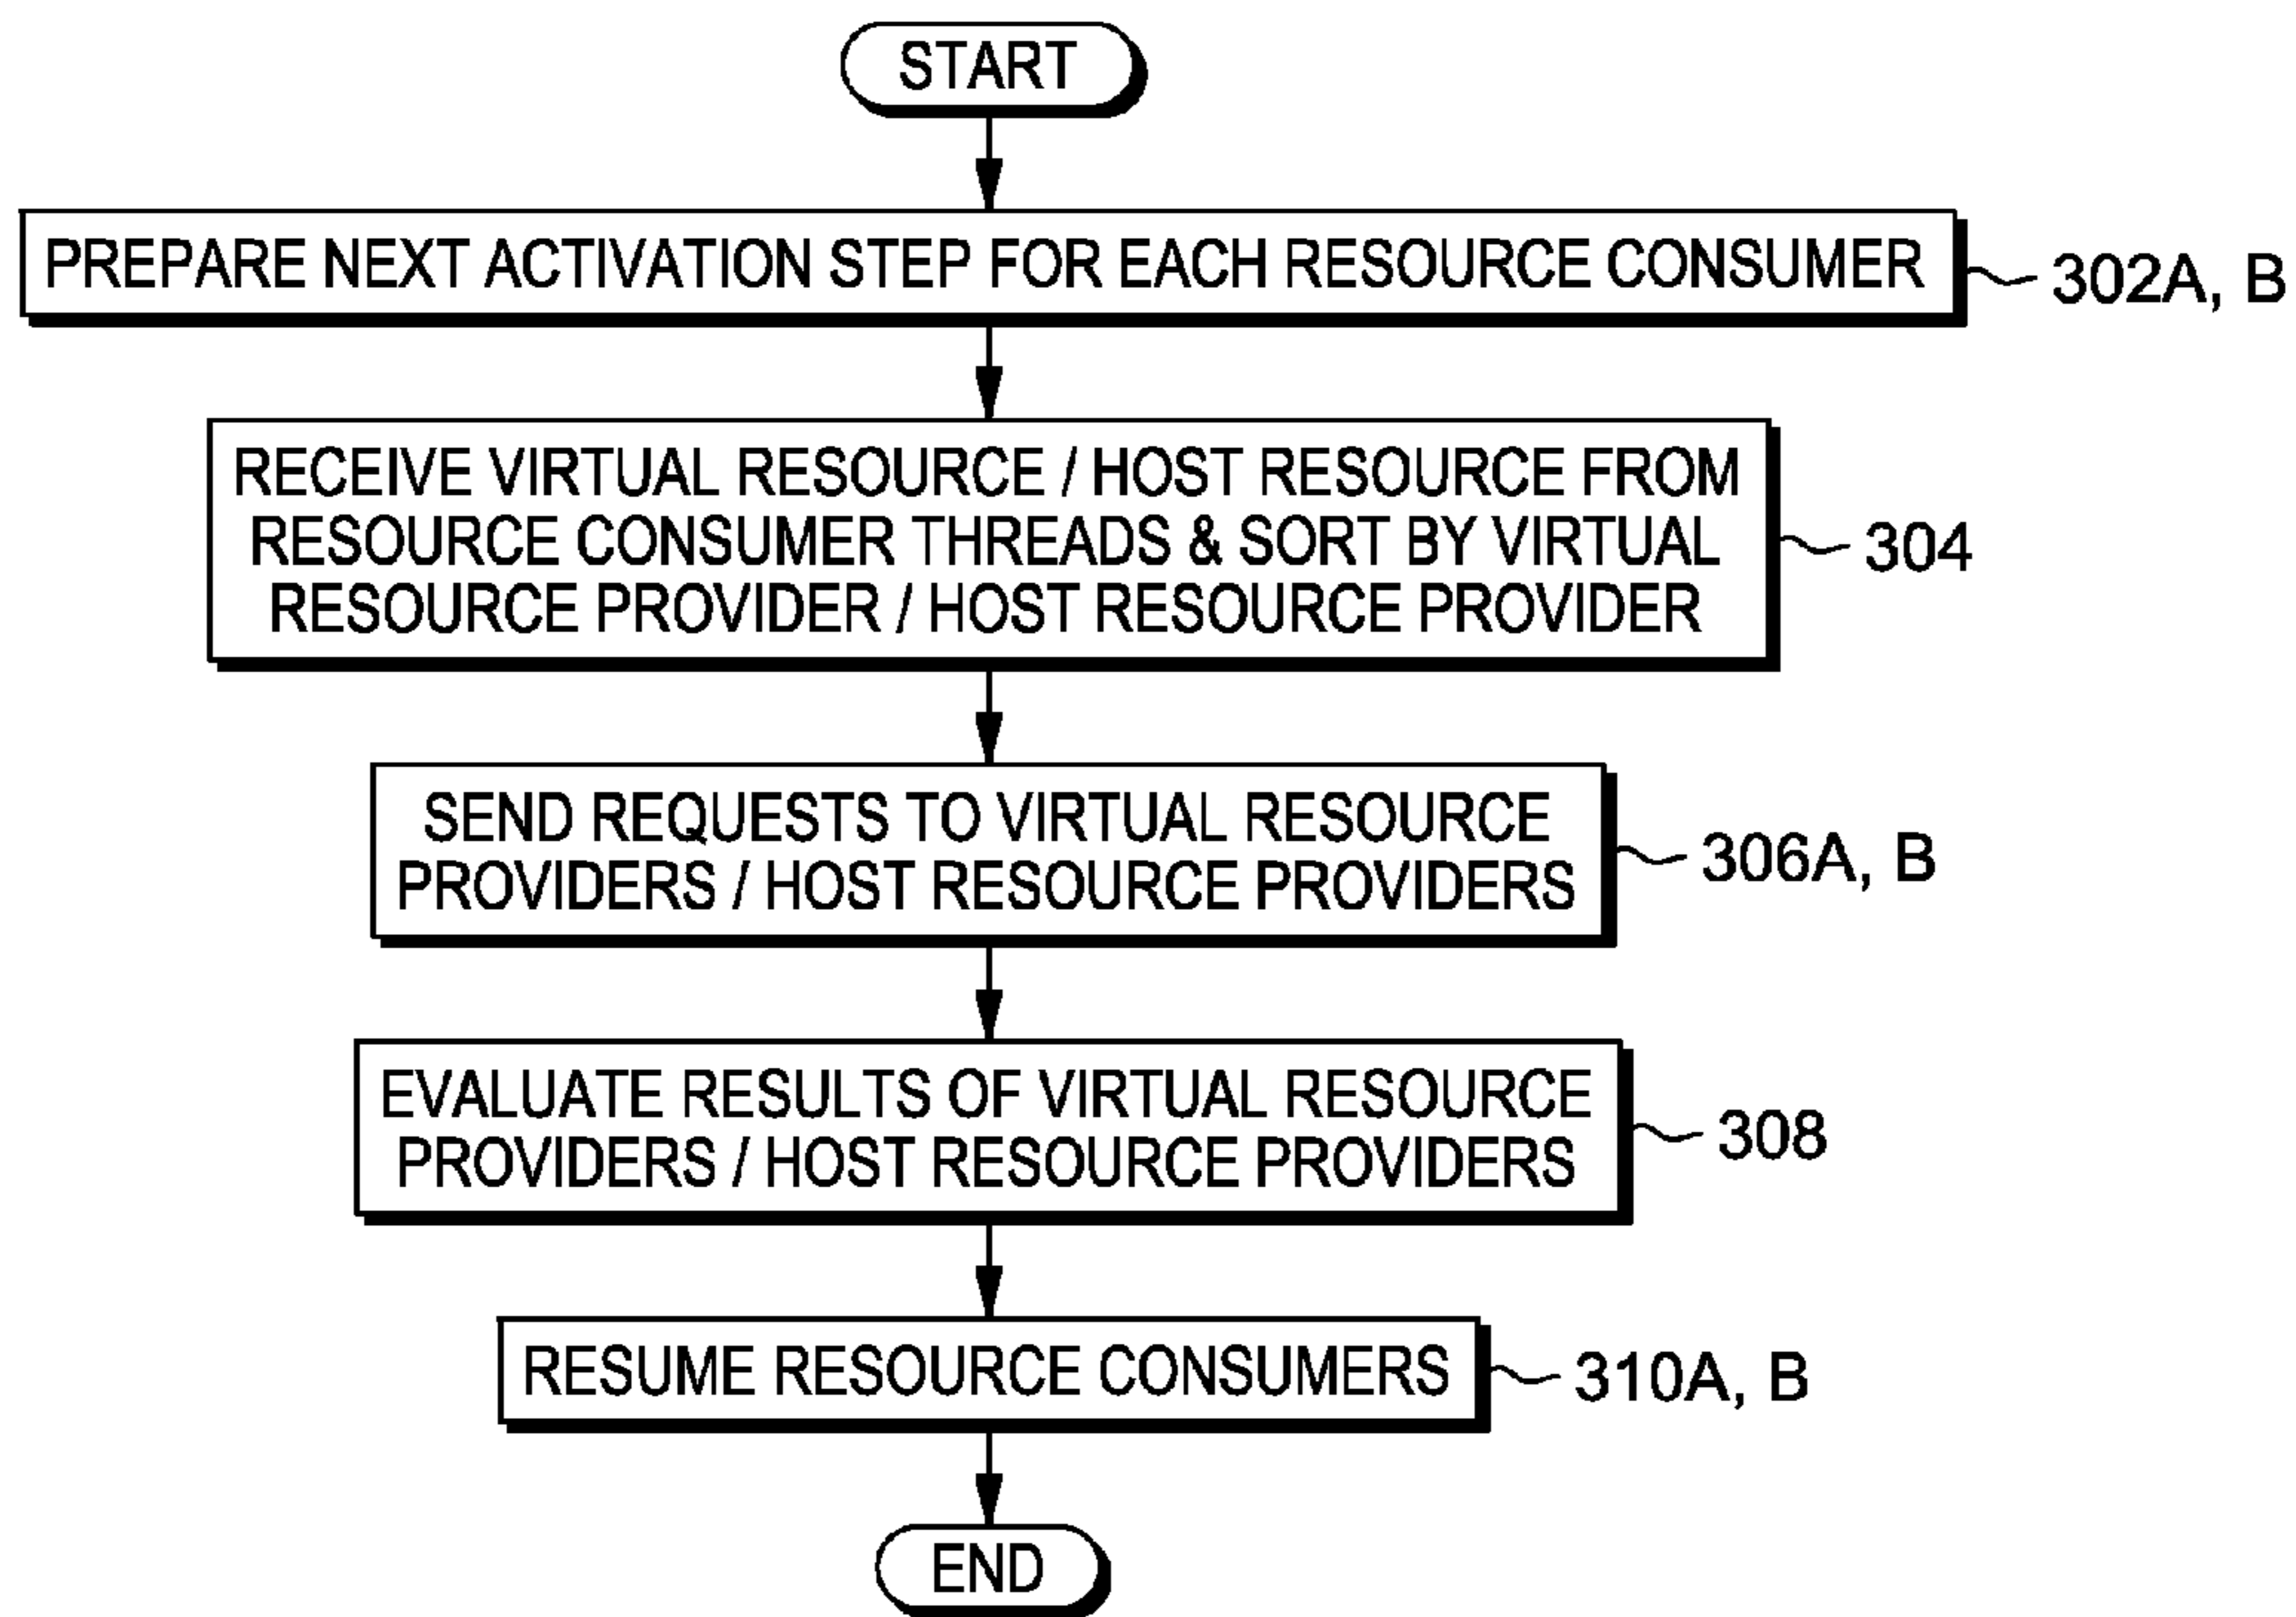 START
PREPARE NEXT ACTIVATION STEP FOR EACH RESOURCE CONSUMER
302A, B
RECEIVE VIRTUAL RESOURCE / HOST RESOURCE FROM
RESOURCE CONSUMER THREADS & SORT BY VIRTUAL
RESOURCE PROVIDER / HOST RESOURCE PROVIDER
304
SEND REQUESTS TO VIRTUAL RESOURCE
PROVIDERS / HOST RESOURCE PROVIDERS
306A, B
EVALUATE RESULTS OF VIRTUAL RESOURCE
PROVIDERS / HOST RESOURCE PROVIDERS
308
RESUME RESOURCE CONSUMERS
310A, B
END